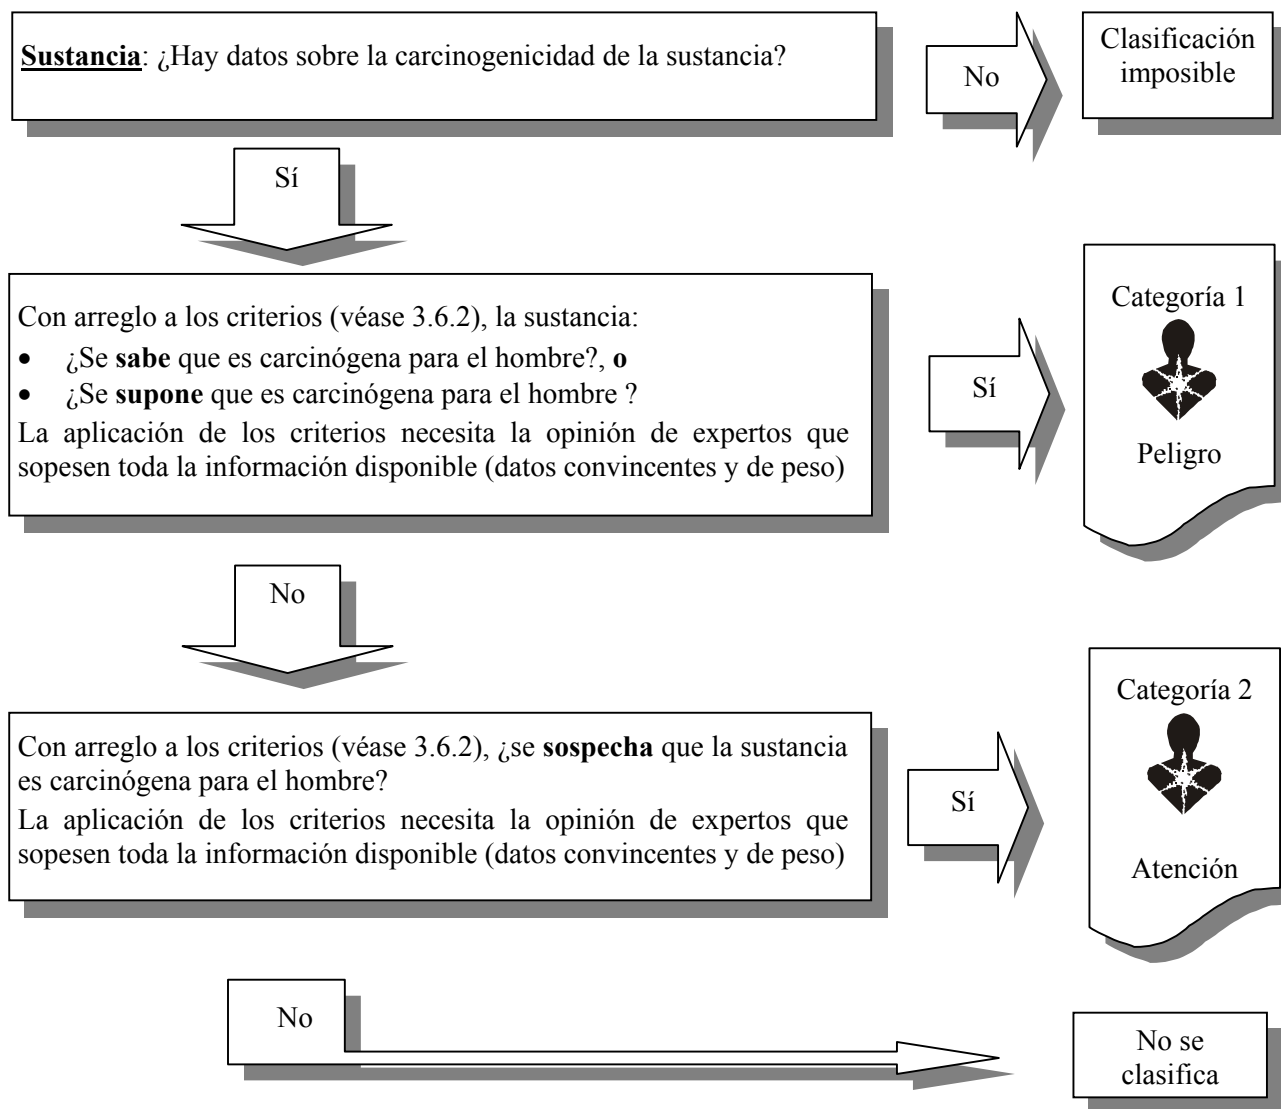 Sustancia: ¿Hay datos sobre la carcinogenicidad de la sustancia?
No
Clasificación
imposible
Sí
Con arreglo a los criterios (véase 3.6.2), la sustancia:
• ¿Se sabe que es carcinógena para el hombre?, o
• ¿Se supone que es carcinógena para el hombre ?
La aplicación de los criterios necesita la opinión de expertos que
sopesen toda la información disponible (datos convincentes y de peso)
Sí
Categoría 1
Peligro
No
Con arreglo a los criterios (véase 3.6.2), ¿se sospecha que la sustancia
es carcinógena para el hombre?
La aplicación de los criterios necesita la opinión de expertos que
sopesen toda la información disponible (datos convincentes y de peso)
Sí
Categoría 2
Atención
No
No se
clasifica